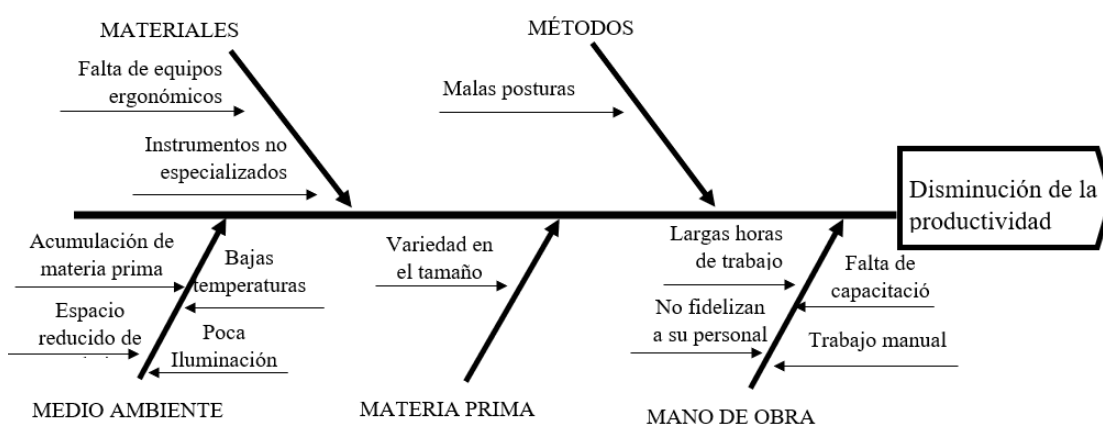 MATERIALES
Falta de equipos
ergonómicos
Instrumentos no
especializados
MÉTODOS
Malas posturas
Disminución de la
productividad
Acumulación de
materia prima
Bajas
temperaturas
Espacio
reducido de
Poca
Iluminación
MEDIO AMBIENTE
Variedad en
el tamaño
MATERIA PRIMA
Largas horas
de trabajo
Falta de
capacitació
No fidelizan
a su personal
Trabajo manual
MANO DE OBRA